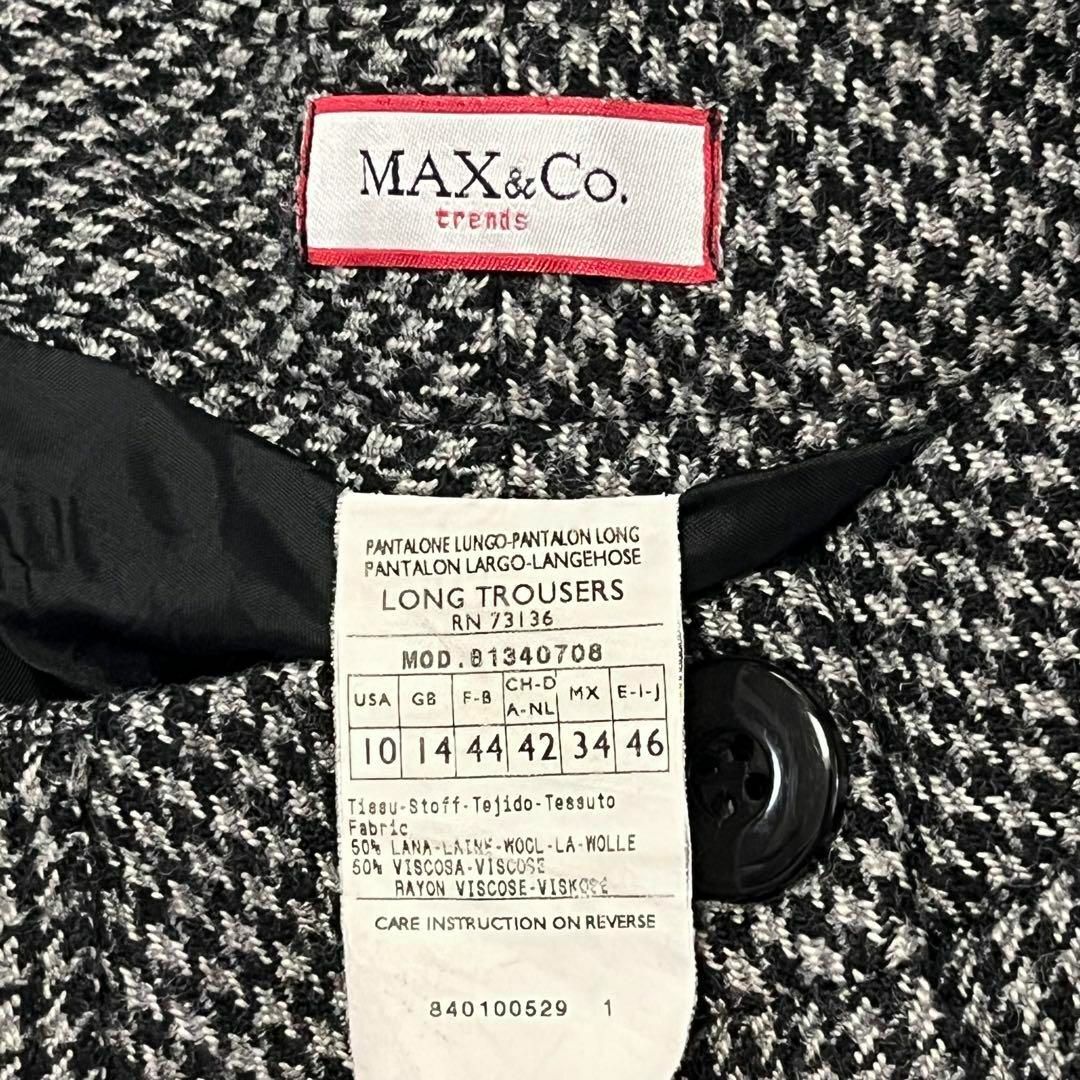 MAX&Co.
trends
PANTALONE LUNGO-PANTALON LONG
PANTALON LARGO-LANGEHOSE
LONG TROUSERS
RN 73136
MOD.81340708
USA GB F-B CH-D A-NL MX E-I-J
10 14 44 42 34 46
Tissu-Stoff-Tejido-Tessuto
Fabric
50% LANA-LAINE-WOOL-LA-WOLLE
50% VISCOSA-VISCOSE
RAYON VISCOSE-VISKOSE
CARE INSTRUCTION ON REVERSE
840100529 1